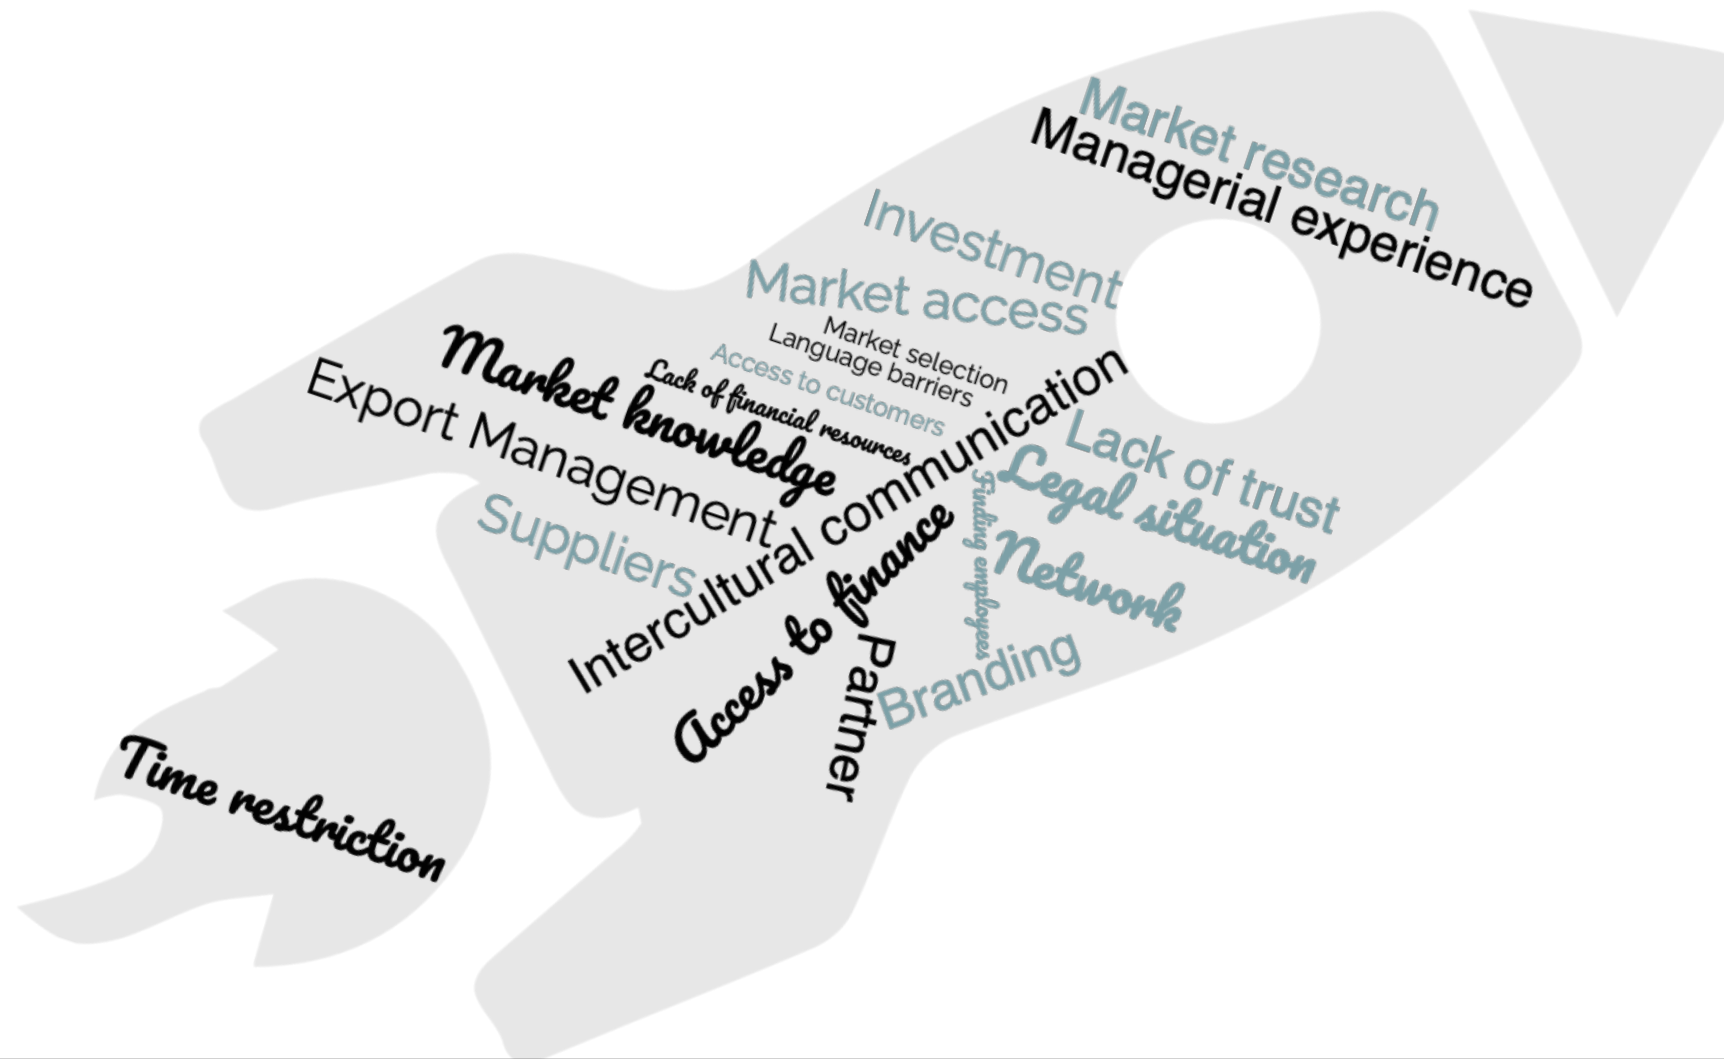 Market research
Managerial experience
Investment
Market access
Market selection
Language barriers
Access to customers
Lack of financial resources
Market knowledge
Export Management
Suppliers
Intercultural communication
Lack of trust
Legal situation
Finding employees
Network
Access to finance
Partner
Branding
Time restriction